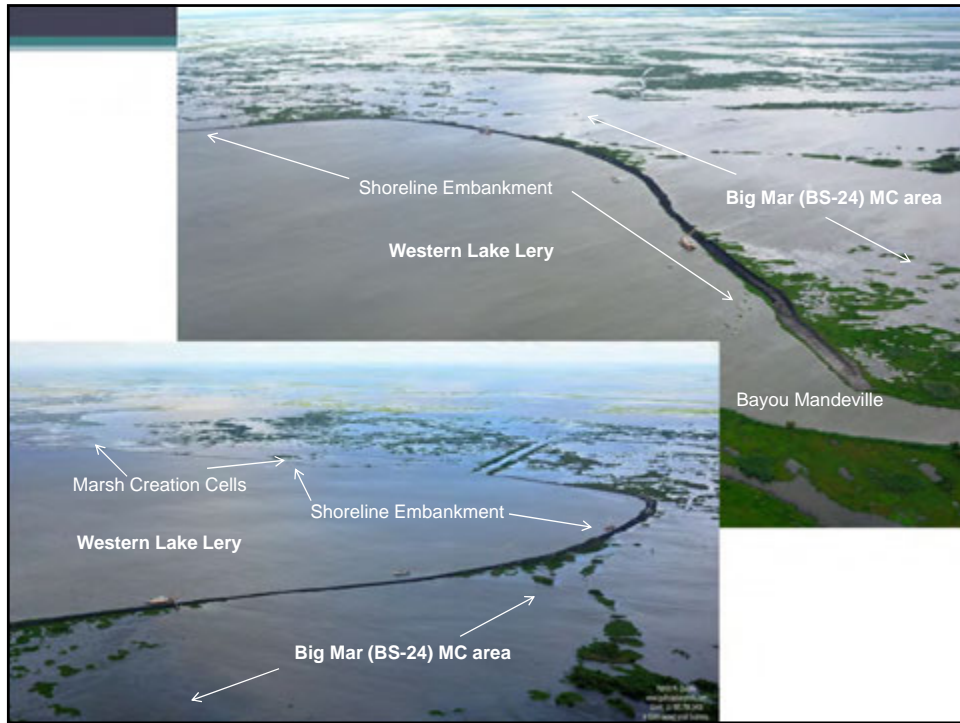 Shoreline Embankment
Big Mar (BS-24) MC area
Western Lake Lery
Bayou Mandeville
Marsh Creation Cells
Shoreline Embankment
Western Lake Lery
Big Mar (BS-24) MC area